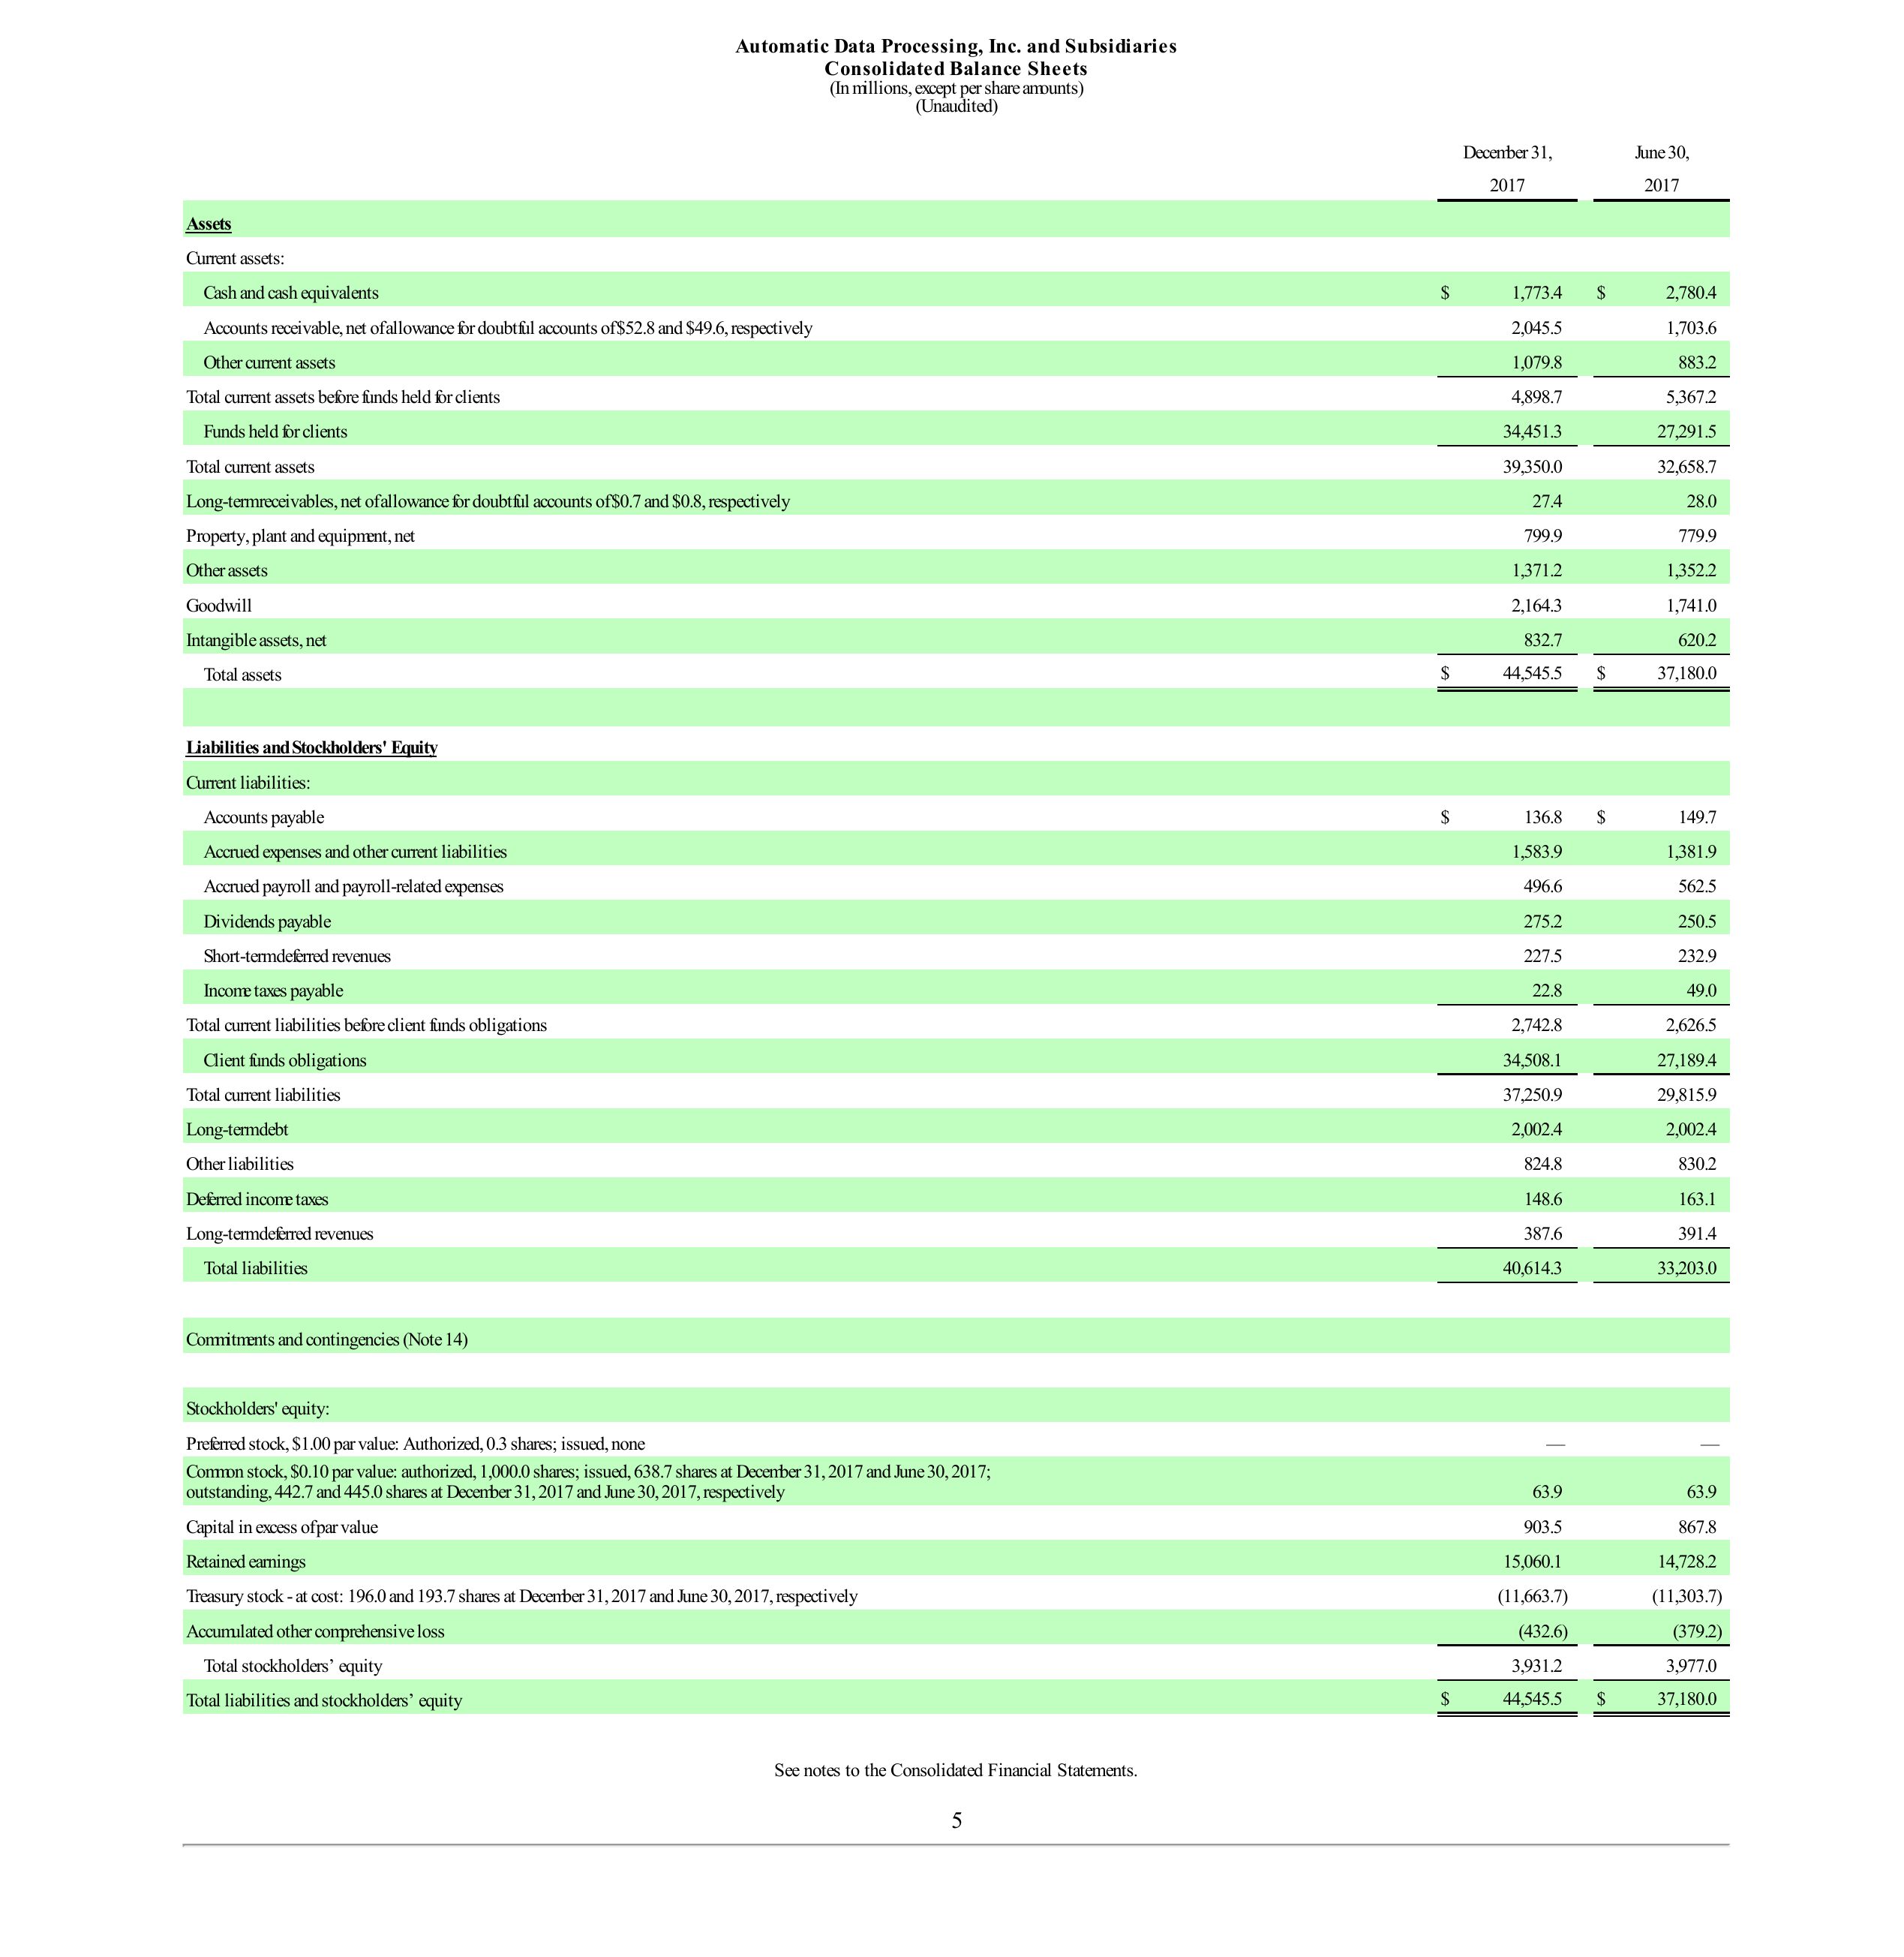 Automatic Data Processing, Inc. and Subsidiaries
Consolidated Balance Sheets
(In millions, except per share amounts)
(Unaudited)
December 31, June 30,
2017 2017
Assets
Current assets:
Cash and cash equivalents $ 1,773.4 $ 2,780.4
Accounts receivable, net of allowance for doubtful accounts of $52.8 and $49.6, respectively 2,045.5 1,703.6
Other current assets 1,079.8 883.2
Total current assets before funds held for clients 4,898.7 5,367.2
Funds held for clients 34,451.3 27,291.5
Total current assets 39,350.0 32,658.7
Long-term receivables, net of allowance for doubtful accounts of $0.7 and $0.8, respectively 27.4 28.0
Property, plant and equipment, net 799.9 779.9
Other assets 1,371.2 1,352.2
Goodwill 2,164.3 1,741.0
Intangible assets, net 832.7 620.2
Total assets $ 44,545.5 $ 37,180.0
Liabilities and Stockholders' Equity
Current liabilities:
Accounts payable $ 136.8 $ 149.7
Accrued expenses and other current liabilities 1,583.9 1,381.9
Accrued payroll and payroll-related expenses 496.6 562.5
Dividends payable 275.2 250.5
Short-term deferred revenues 227.5 232.9
Income taxes payable 22.8 49.0
Total current liabilities before client funds obligations 2,742.8 2,626.5
Client funds obligations 34,508.1 27,189.4
Total current liabilities 37,250.9 29,815.9
Long-term debt 2,002.4 2,002.4
Other liabilities 824.8 830.2
Deferred income taxes 148.6 163.1
Long-term deferred revenues 387.6 391.4
Total liabilities 40,614.3 33,203.0
Commitments and contingencies (Note 14)
Stockholders' equity:
Preferred stock, $1.00 par value: Authorized, 0.3 shares; issued, none — —
Common stock, $0.10 par value: authorized, 1,000.0 shares; issued, 638.7 shares at December 31, 2017 and June 30, 2017;
outstanding, 442.7 and 445.0 shares at December 31, 2017 and June 30, 2017, respectively 63.9 63.9
Capital in excess of par value 903.5 867.8
Retained earnings 15,060.1 14,728.2
Treasury stock - at cost: 196.0 and 193.7 shares at December 31, 2017 and June 30, 2017, respectively (11,663.7) (11,303.7)
Accumulated other comprehensive loss (432.6) (379.2)
Total stockholders’ equity 3,931.2 3,977.0
Total liabilities and stockholders’ equity $ 44,545.5 $ 37,180.0
See notes to the Consolidated Financial Statements.
5